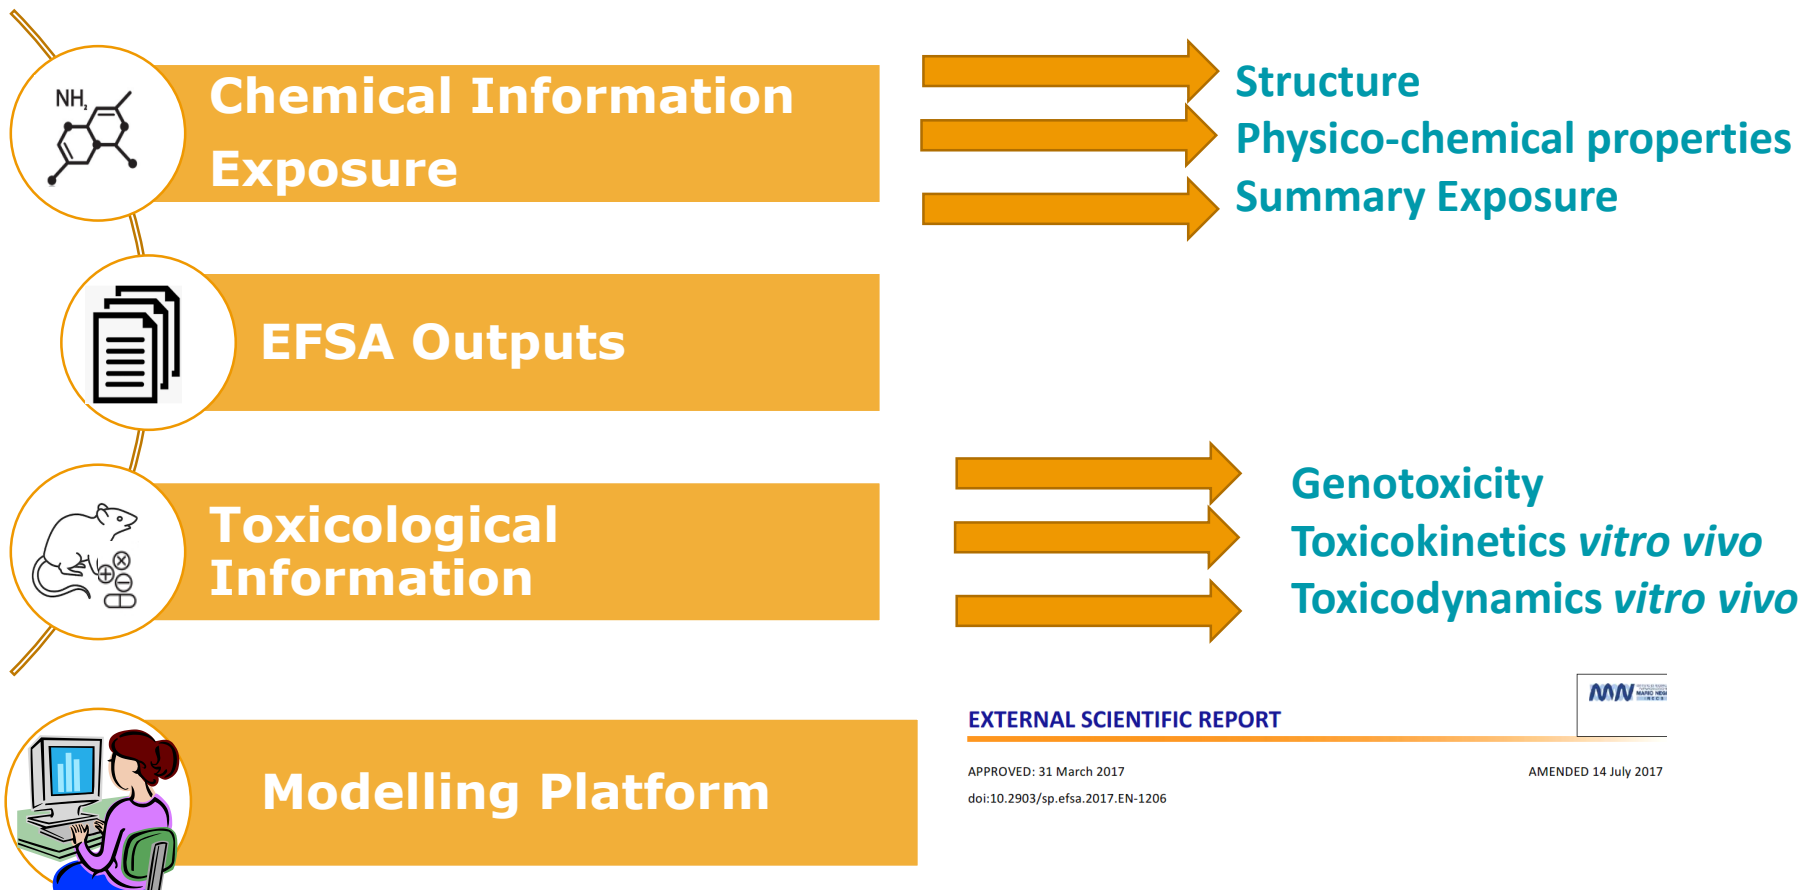 NH2
Chemical Information
Exposure
Structure
Physico-chemical properties
Summary Exposure
EFSA Outputs
Toxicological
Information
Genotoxicity
Toxicokinetics vitro vivo
Toxicodynamics vitro vivo
Modelling Platform
EXTERNAL SCIENTIFIC REPORT
APPROVED: 31 March 2017
AMENDED 14 July 2017
doi:10.2903/sp.efsa.2017.EN-1206